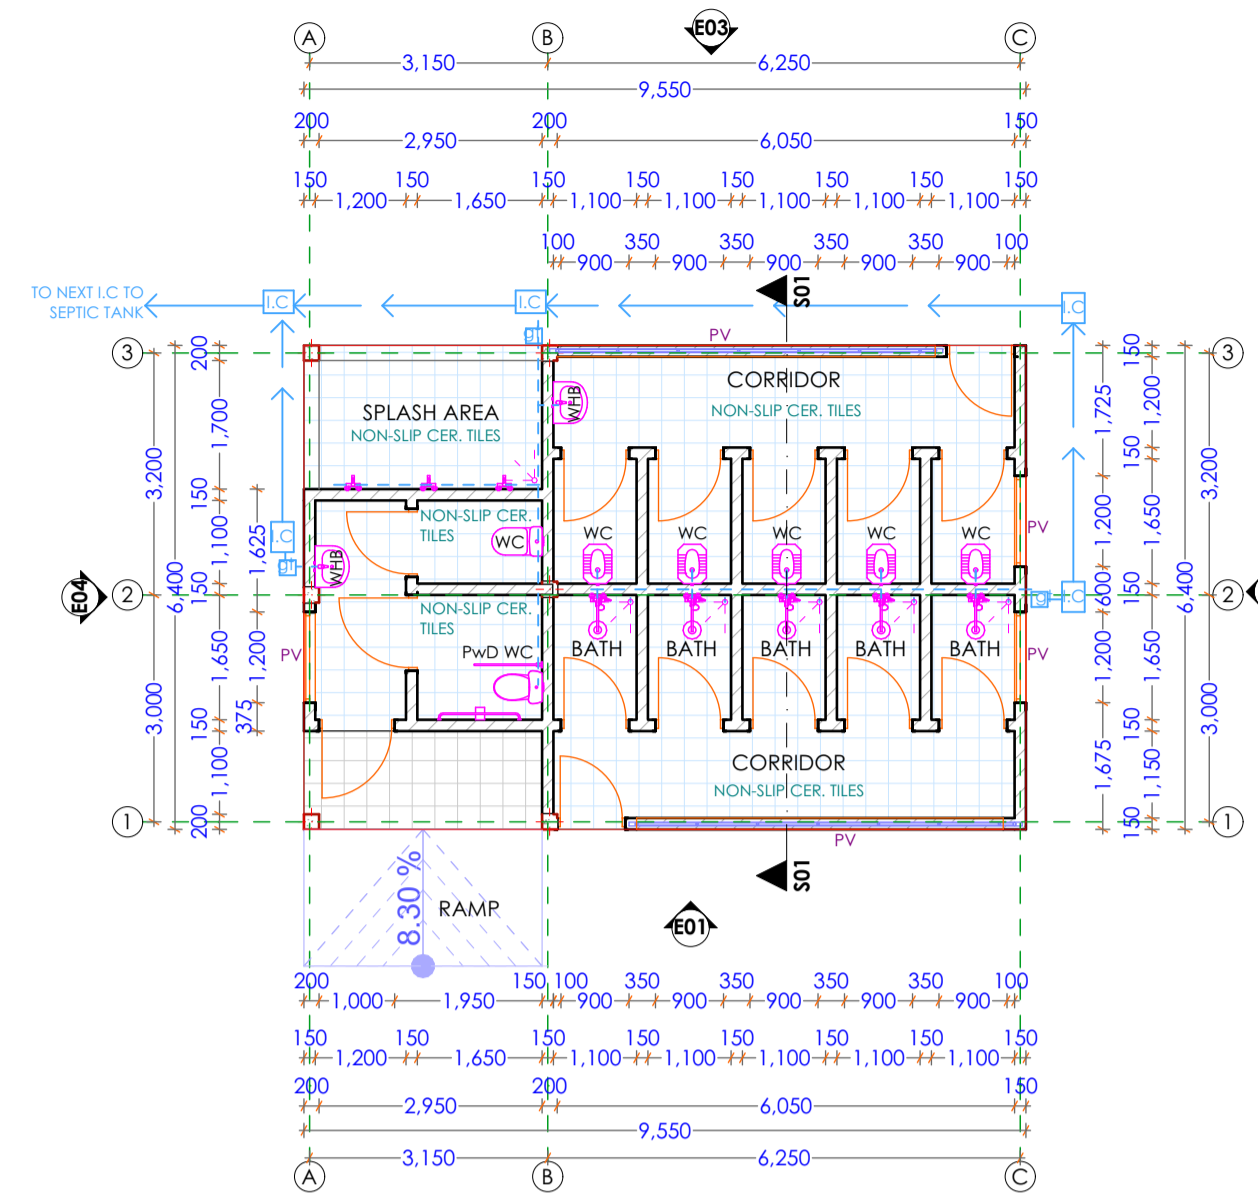 A B E03 C
3,150 6,250
9,550
200 200 150
2,950 6,050
150 150 150 150 150 150 150 150
1,200 1,650 1,100 1,100 1,100 1,100 1,100
100 350 350 350 350 100
900 900 900 900 900
S01
TO NEXT I.C TO
SEPTIC TANK
I.C I.C I.C
gt
PV
3 3
200 1,700 150 1,100 150 1,650 150 1,100 200
3,200 3,000
6,400
1,625 1,200 375
SPLASH AREA
NON-SLIP CER. TILES
WHB
CORRIDOR
NON-SLIP CER. TILES
NON-SLIP CER.
TILES
WC
WC WC WC WC WC
I.C
gt
WHB
PV
E04
2 2
gt I.C
NON-SLIP CER.
TILES
PwD WC
BATH BATH BATH BATH BATH
PV
PV
CORRIDOR
NON-SLIP CER. TILES
1 1
PV
150 1,725 1,200 150 1,200 1,650 600 150 1,200 1,650 150 1,675 1,150 150
3,200 3,000
6,400
8.30 %
RAMP
S01
E01
200 150 100 350 350 350 350 100
1,000 1,950 900 900 900 900 900
150 150 150 150 150 150 150 150
1,200 1,650 1,100 1,100 1,100 1,100 1,100
200 200 150
2,950 6,050
9,550
3,150 6,250
A B C